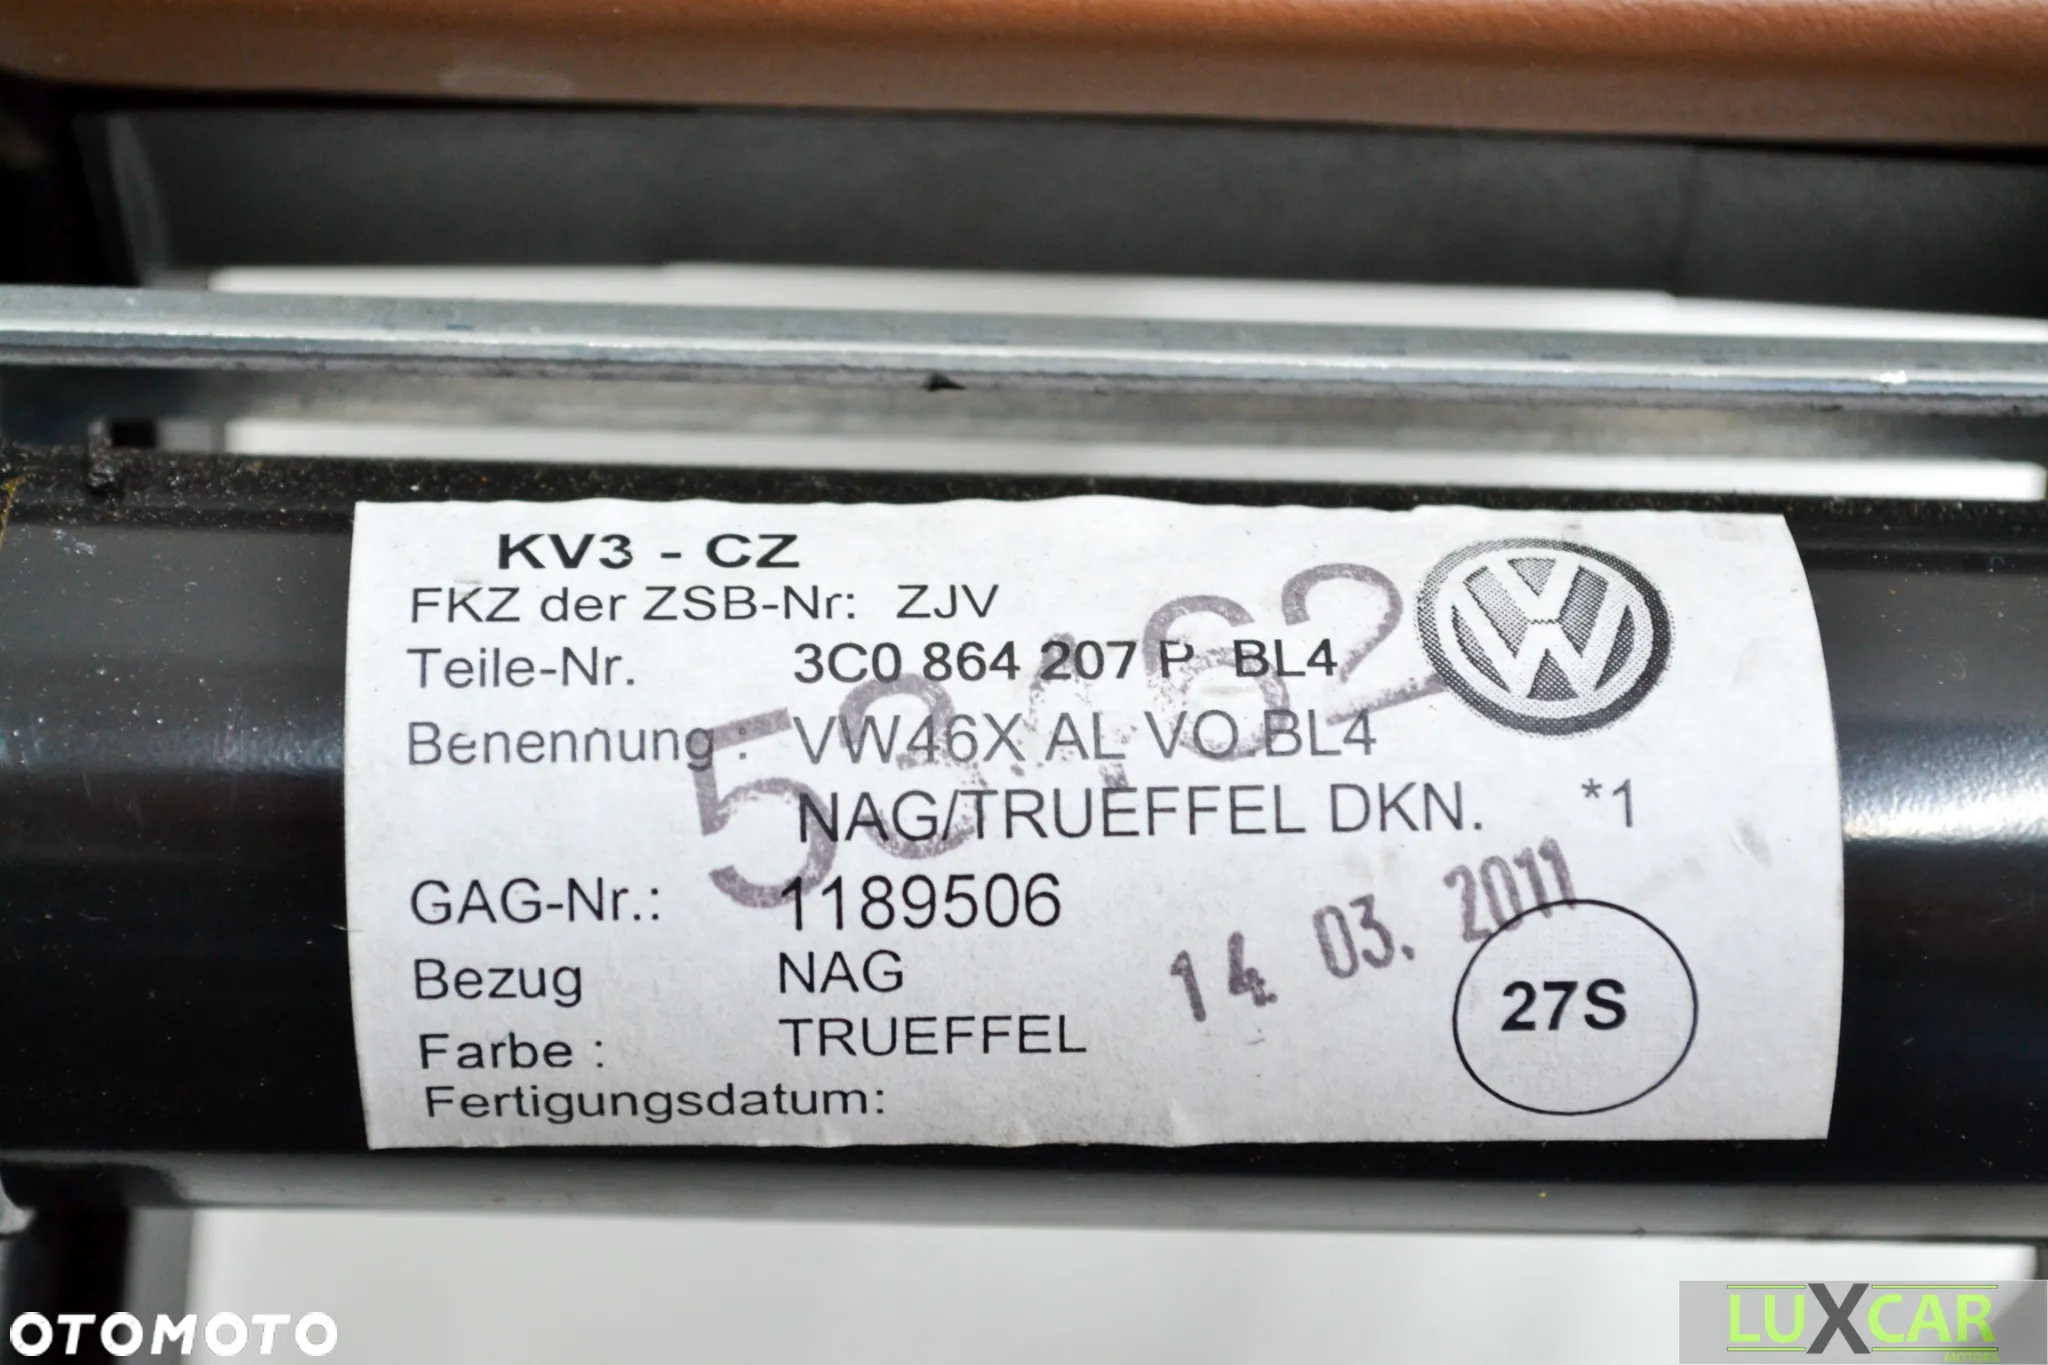 KV3 - CZ
FKZ der ZSB-Nr: ZJV
Teile-Nr. 3C0 864 207 P BL4
Benennung : VW46X AL VO.BL4
NAG/TRUEFFEL DKN. *1
GAG-Nr.: 1189506
14. 03. 2011
Bezug NAG
27S
Farbe : TRUEFFEL
Fertigungsdatum:
OTOMOTO
LUXCAR
MOTORS